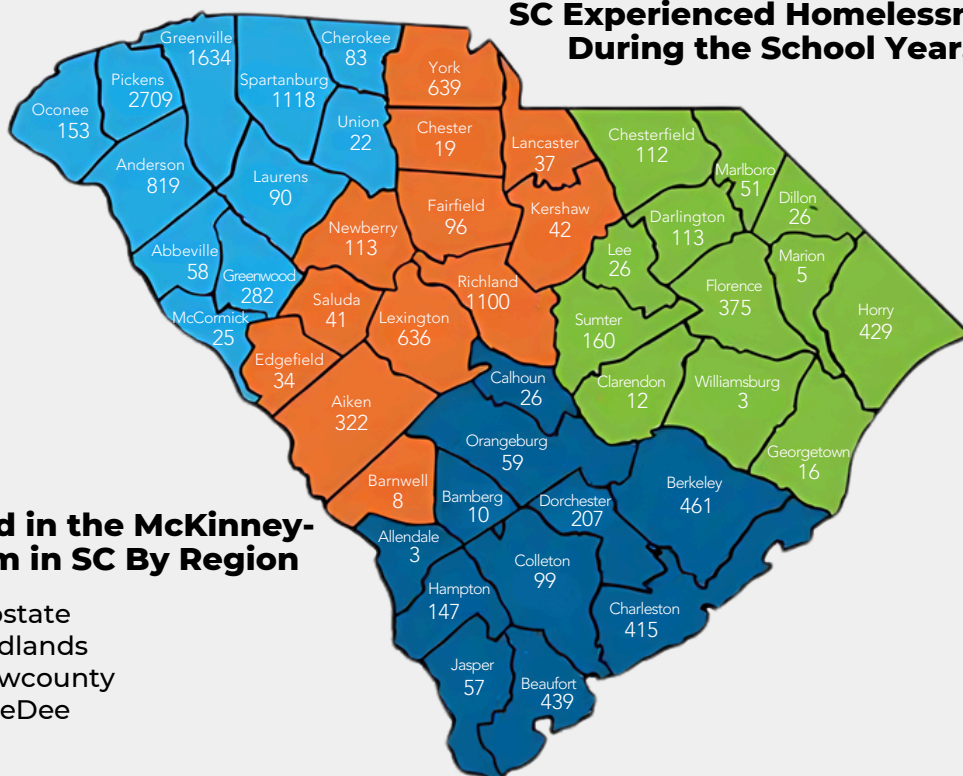 SC Experienced Homelessn
During the School Year
Greenville
1634
Cherokee
83
York
639
Pickens
2709
Spartanburg
1118
Oconee
153
Union
22
Chester
19
Lancaster
37
Chesterfield
112
Anderson
819
Laurens
90
Marlboro
51
Dillon
26
Newberry
113
Fairfield
96
Kershaw
42
Darlington
113
Abbeville
58
Greenwood
282
Lee
26
Marion
5
McCormick
25
Saluda
41
Lexington
636
Richland
1100
Florence
375
Horry
429
Sumter
160
Edgefield
34
Calhoun
26
Clarendon
12
Williamsburg
3
Aiken
322
Orangeburg
59
Georgetown
16
Barnwell
8
Bamberg
10
Dorchester
207
Berkeley
461
d in the McKinney-
m in SC By Region
Allendale
3
Colleton
99
Hampton
147
Charleston
415
ostate
dlands
wcounty
eDee
Jasper
57
Beaufort
439